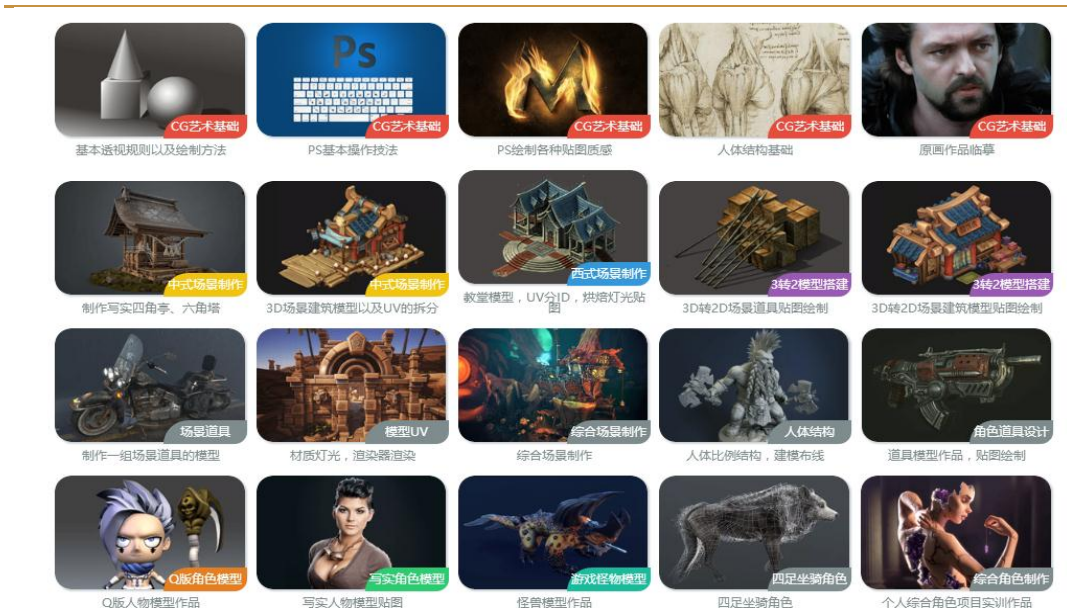 Ps
CG艺术基础
CG艺术基础
CG艺术基础
CG艺术基础
CG艺术基础
基本透视规则以及绘制方法
PS基本操作技法
PS绘制各种贴图质感
人体结构基础
原画作品临摹
中式场景制作
中式场景制作
西式场景制作
3转2模型搭建
3转2模型搭建
制作写实四角亭、六角塔
3D场景建筑模型以及UV的拆分
教堂模型，UV分ID，烘焙灯光贴
图
3D转2D场景道具贴图绘制
3D转2D场景建筑模型贴图绘制
场景道具
模型UV
综合场景制作
人体结构
角色道具设计
制作一组场景道具的模型
材质灯光，渲染器渲染
综合场景制作
人体比例结构，建模布线
道具模型作品，贴图绘制
Q版角色模型
写实角色模型
游戏怪物模型
四足坐骑角色
综合角色制作
Q版人物模型作品
写实人物模型贴图
怪兽模型作品
四足坐骑角色
个人综合角色项目实训作品